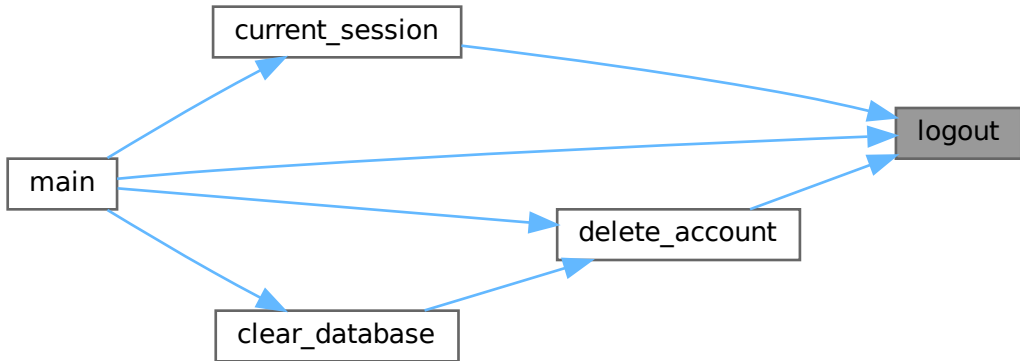 current_session
logout
main
delete_account
clear_database